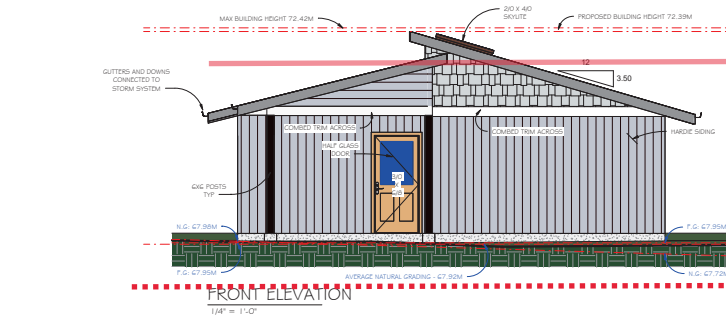 2/0 X 4/0
SKYLITE
MAX BUILDING HEIGHT 72.42M
PROPOSED BUILDING HEIGHT 72.39M
12
3.50
GUTTERS AND DOWNS
CONNECTED TO
STORM SYSTEM
COMBED TRIM ACROSS
COMBED TRIM ACROSS
HARDIE SIDING
HALF GLASS
DOOR
3/0
X
6/8
6X6 POSTS
TYP
N.G: 67.98M
F.G: 67.95M
F.G: 67.95M
AVERAGE NATURAL GRADING - 67.92M
N.G: 67.72M
FRONT ELEVATION
1/4" = 1'-0"